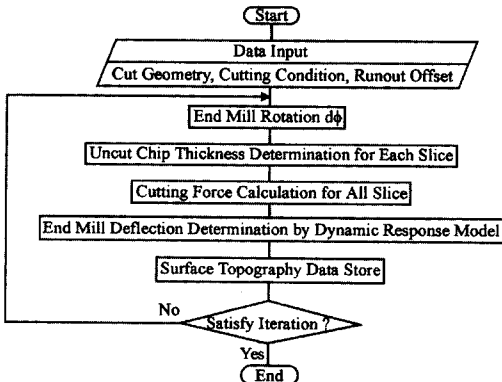 Start
Data Input
Cut Geometry, Cutting Condition, Runout Offset
End Mill Rotation dϕ
Uncut Chip Thickness Determination for Each Slice
Cutting Force Calculation for All Slice
End Mill Deflection Determination by Dynamic Response Model
Surface Topography Data Store
No
Satisfy Iteration ?
Yes
End